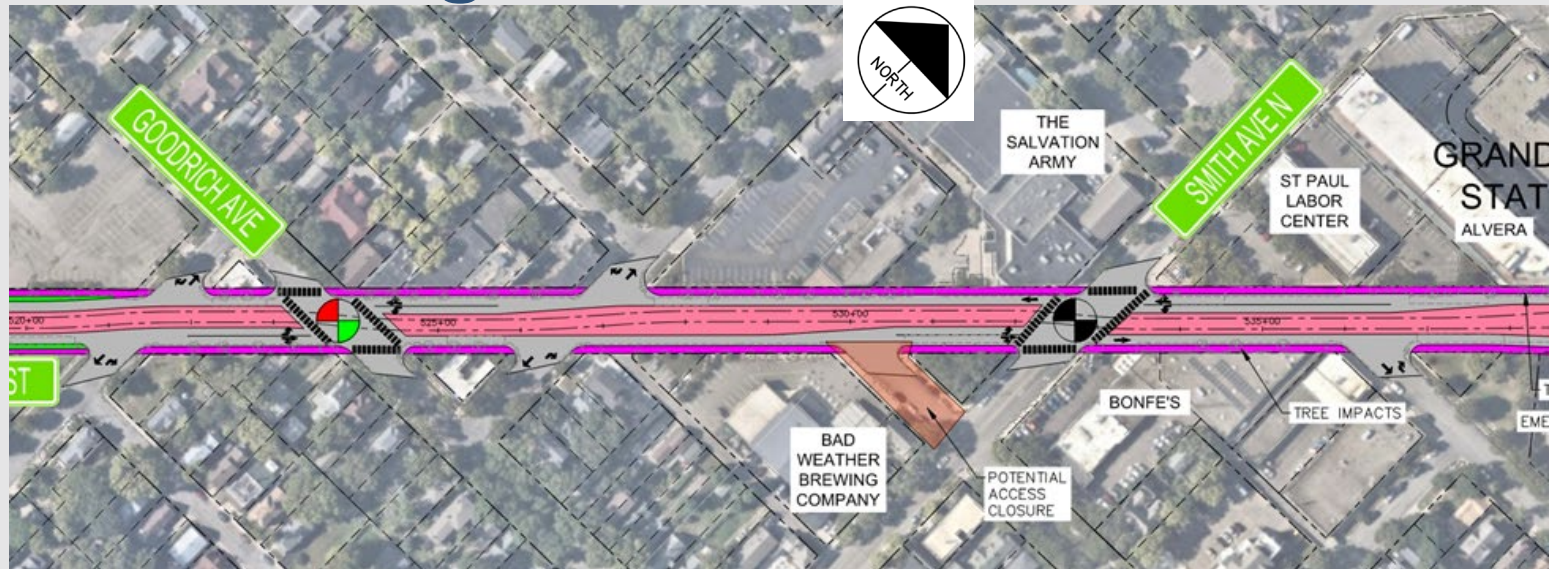 NORTH
GOODRICH AVE
THE
SALVATION
ARMY
SMITH AVE N
ST PAUL
LABOR
CENTER
GRAND
STAT
ALVERA
520+00
525+00
530+00
535+00
ST
BONFE'S
TREE IMPACTS
T
EME
BAD
WEATHER
BREWING
COMPANY
POTENTIAL
ACCESS
CLOSURE